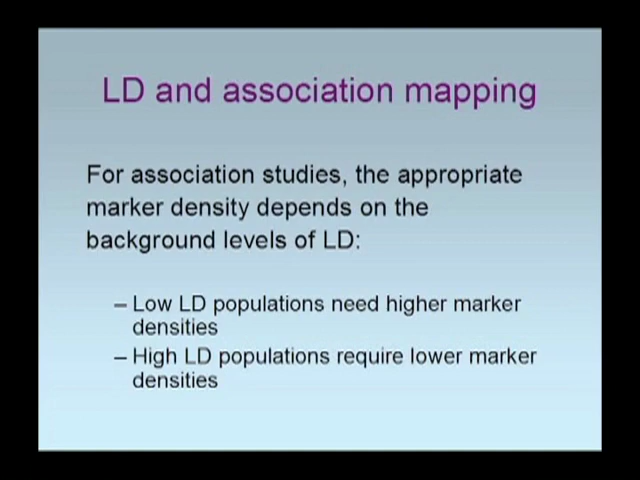 LD and association mapping
For association studies, the appropriate
marker density depends on the
background levels of LD:
– Low LD populations need higher marker
densities
– High LD populations require lower marker
densities